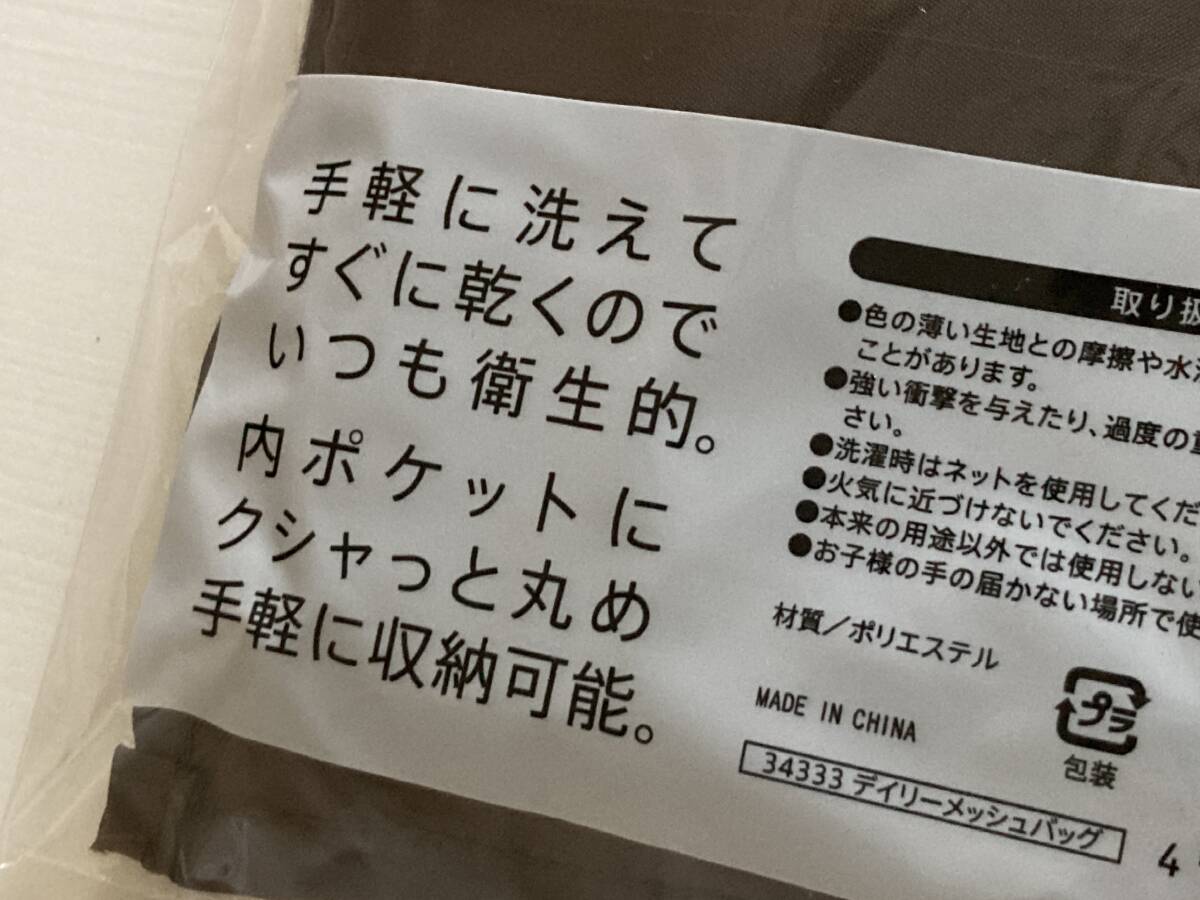 手軽に洗えて
すぐに乾くので
いつも衛生的。
内ポケットに
クシャっと丸め
手軽に収納可能。
取り扱
●色の薄い生地との摩擦や水
ことがあります。
●強い衝撃を与えたり、過度の
さい。
●洗濯時はネットを使用してくだ
●火気に近づけないでください。
●本来の用途以外では使用しない
●お子様の手の届かない場所で使
材質／ポリエステル
MADE IN CHINA
プラ
包装
34333 デイリーメッシュバッグ
4